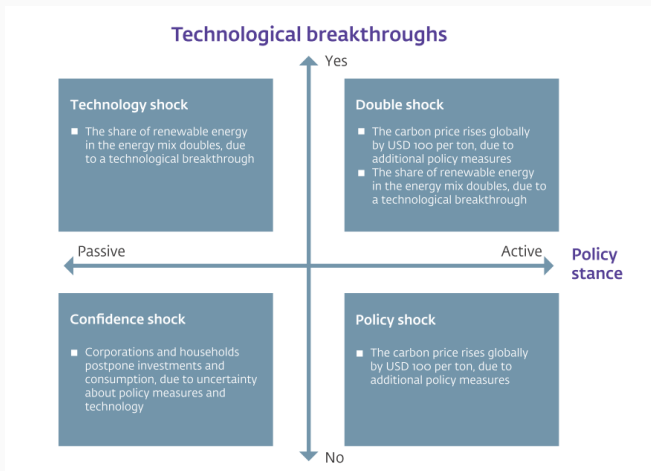 Technological breakthroughs
Yes
Technology shock
■ The share of renewable energy
in the energy mix doubles, due
to a technological breakthrough
Double shock
■ The carbon price rises globally
by USD 100 per ton, due to
additional policy measures
■ The share of renewable energy
in the energy mix doubles, due to
a technological breakthrough
Passive
Active
Policy
stance
Confidence shock
■ Corporations and households
postpone investments and
consumption, due to uncertainty
about policy measures and
technology
Policy shock
■ The carbon price rises globally
by USD 100 per ton, due to
additional policy measures
No